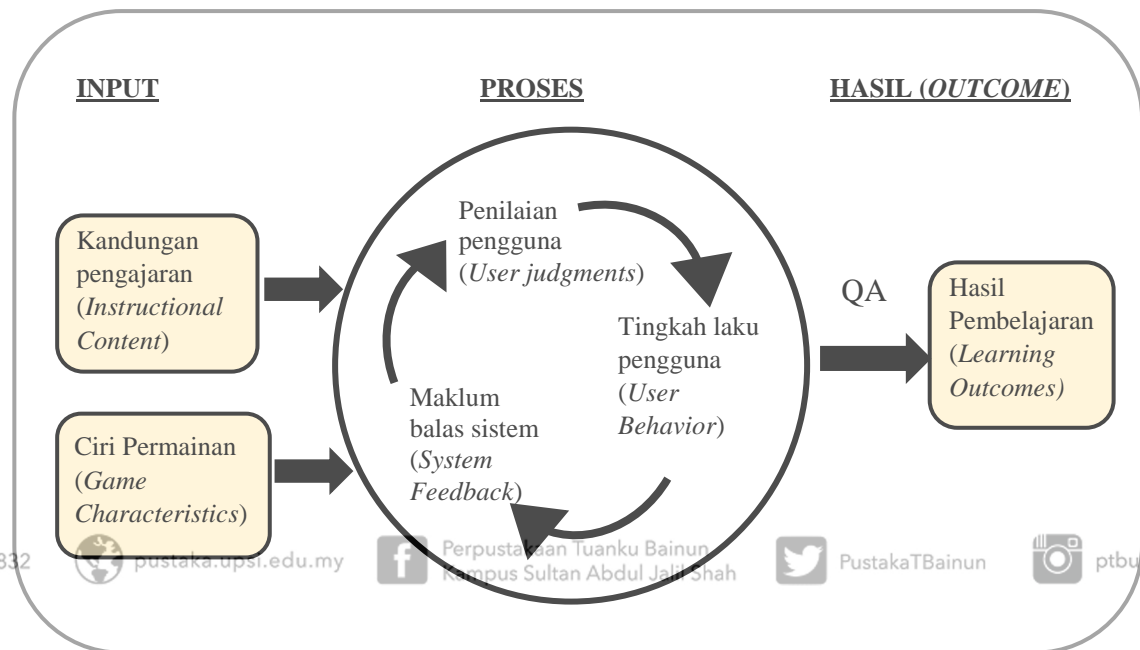 INPUT
PROSES
HASIL (OUTCOME)
Kandungan
pengajaran
(Instructional
Content)
Ciri Permainan
(Game
Characteristics)
Penilaian
pengguna
(User judgments)
Tingkah laku
pengguna
(User
Behavior)
Maklum
balas sistem
(System
Feedback)
QA
Hasil
Pembelajaran
(Learning
Outcomes)
832
pustaka.upsi.edu.my
Perpustakaan Tuanku Bainun
Kampus Sultan Abdul Jalil Shah
PustakaTBainun
ptbu